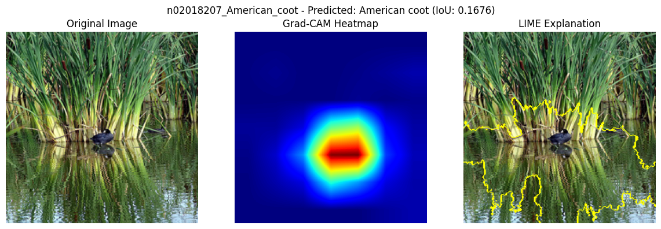 n02018207_American_coot - Predicted: American coot (IoU: 0.1676)
Original Image
Grad-CAM Heatmap
LIME Explanation